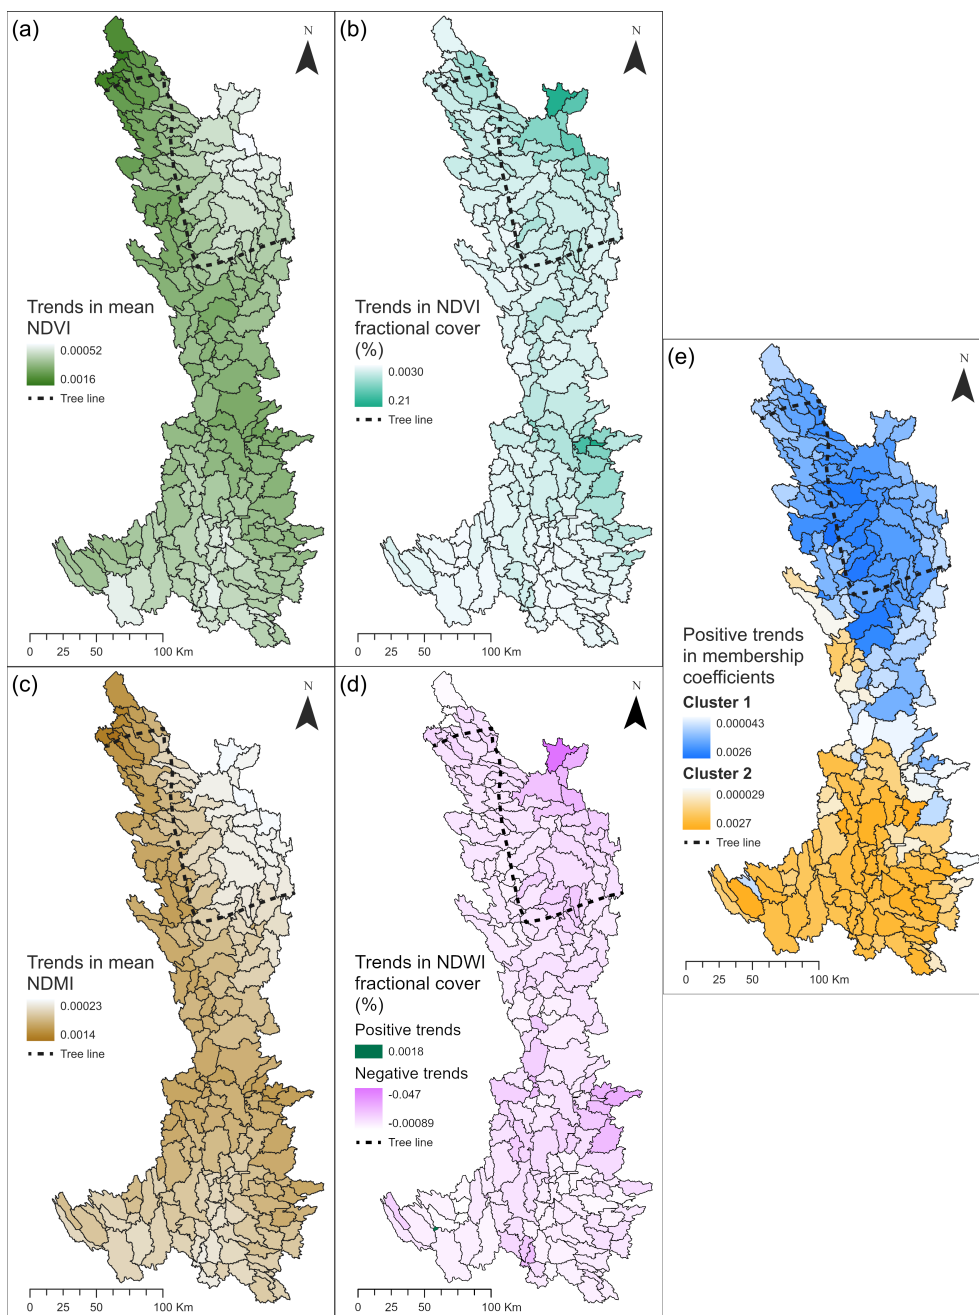 (a)
N
Trends in mean
NDVI
0.00052
0.0016
Tree line
0 25 50 100 Km
(b)
N
Trends in NDVI
fractional cover
(%)
0.0030
0.21
Tree line
0 25 50 100 Km
(c)
N
Trends in mean
NDMI
0.00023
0.0014
Tree line
0 25 50 100 Km
(d)
N
Trends in NDWI
fractional cover
(%)
Positive trends
0.0018
Negative trends
-0.047
-0.00089
Tree line
0 25 50 100 Km
(e)
N
Positive trends
in membership
coefficients
Cluster 1
0.000043
0.0026
Cluster 2
0.000029
0.0027
Tree line
0 25 50 100 Km